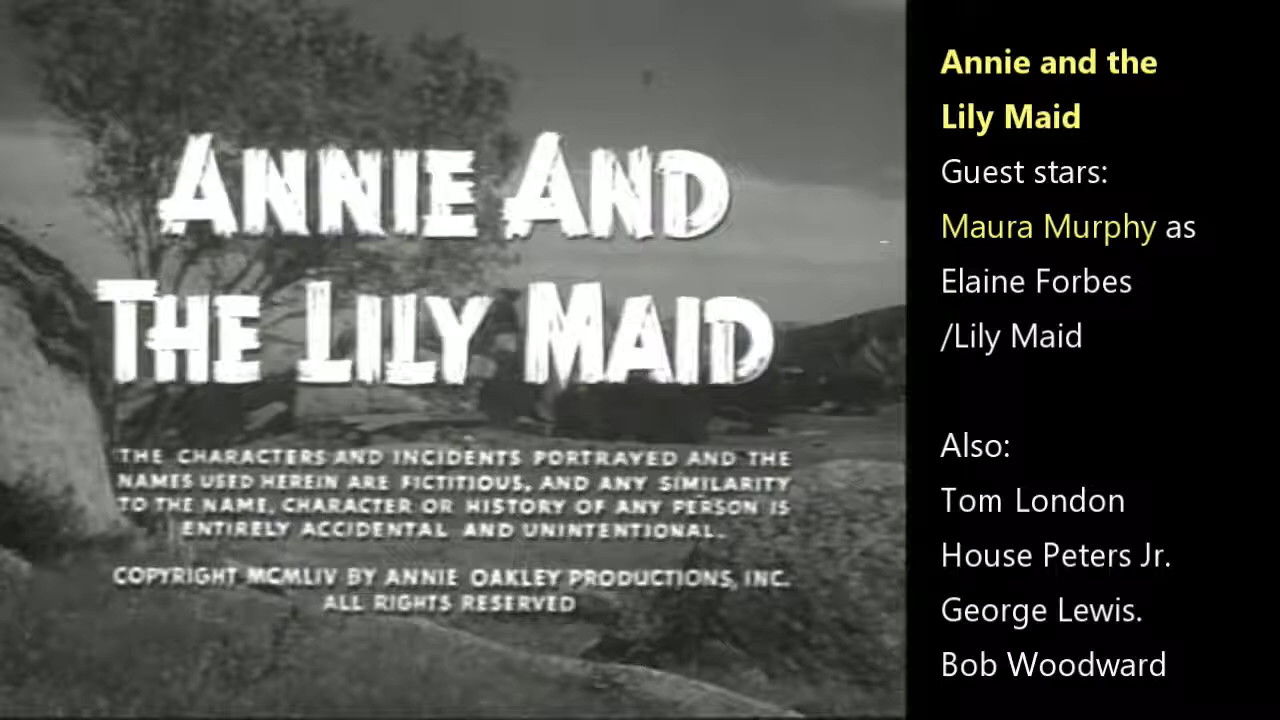 ANNIE AND
THE LILY MAID
THE CHARACTERS AND INCIDENTS PORTRAYED AND THE
NAMES USED HEREIN ARE FICTITIOUS, AND ANY SIMILARITY
TO THE NAME, CHARACTER OR HISTORY OF ANY PERSON IS
ENTIRELY ACCIDENTAL AND UNINTENTIONAL.
COPYRIGHT MCMLIV BY ANNIE OAKLEY PRODUCTIONS, INC.
ALL RIGHTS RESERVED
Annie and the
Lily Maid
Guest stars:
Maura Murphy as
Elaine Forbes
/Lily Maid
Also:
Tom London
House Peters Jr.
George Lewis.
Bob Woodward